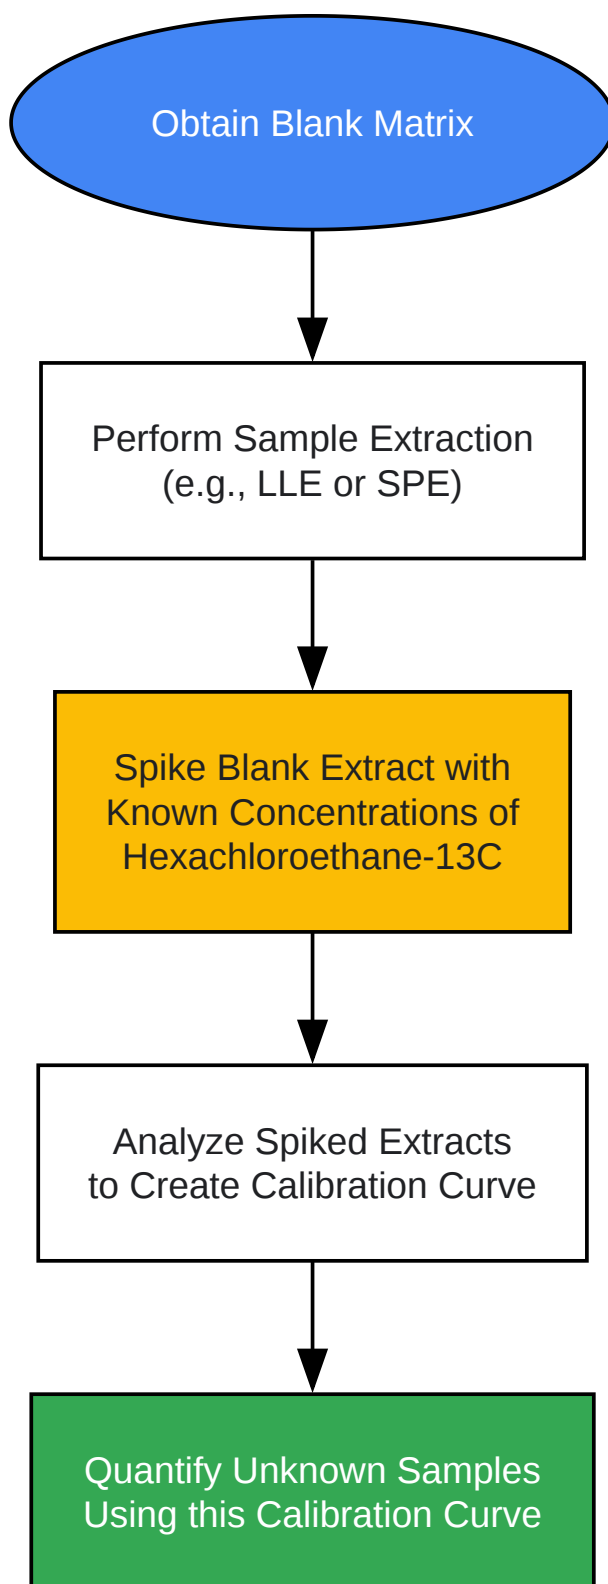 Obtain Blank Matrix
Perform Sample Extraction
(e.g., LLE or SPE)
Spike Blank Extract with
Known Concentrations of
Hexachloroethane-13C
Analyze Spiked Extracts
to Create Calibration Curve
Quantify Unknown Samples
Using this Calibration Curve